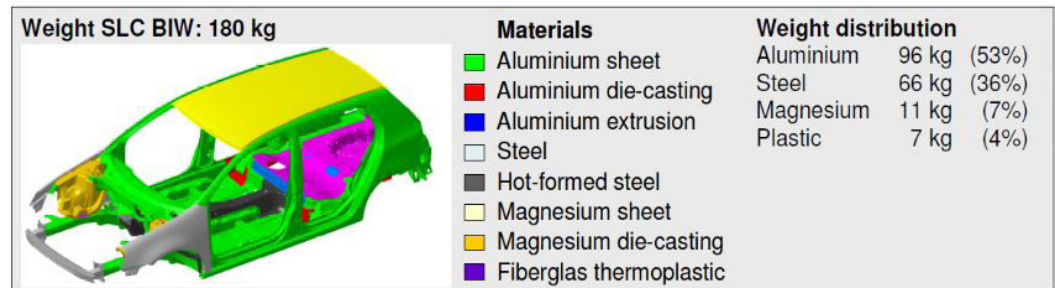 Weight SLC BIW: 180 kg
Materials
Aluminium sheet
Aluminium die-casting
Aluminium extrusion
Steel
Hot-formed steel
Magnesium sheet
Magnesium die-casting
Fiberglas thermoplastic
Weight distribution
Aluminium 96 kg (53%)
Steel 66 kg (36%)
Magnesium 11 kg (7%)
Plastic 7 kg (4%)